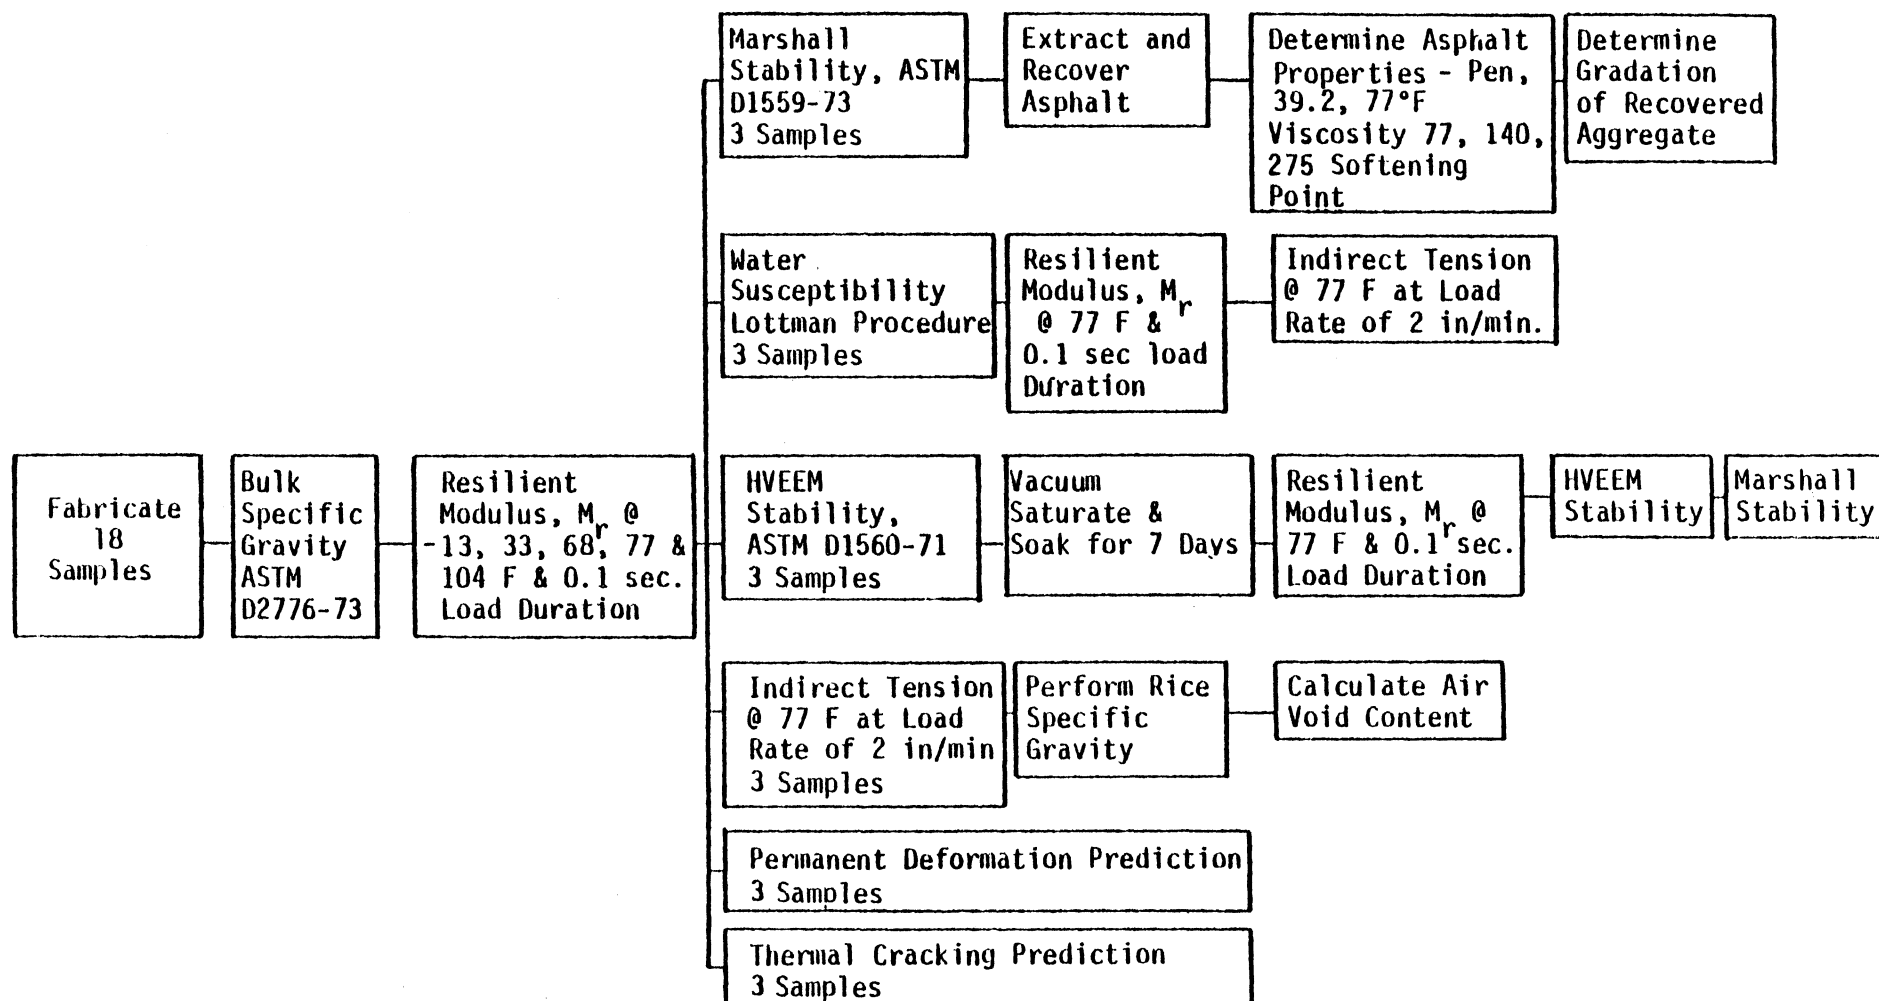 Marshall
Stability, ASTM
D1559-73
3 Samples
Extract and
Recover
Asphalt
Determine Asphalt
Properties - Pen,
39.2, 77°F
Viscosity 77, 140,
275 Softening
Point
Determine
Gradation
of Recovered
Aggregate
Water
Susceptibility
Lottman Procedure
3 Samples
Resilient
Modulus, Mr
@ 77 F &
0.1 sec load
Duration
Indirect Tension
@ 77 F at Load
Rate of 2 in/min.
Fabricate
18
Samples
Bulk
Specific
Gravity
ASTM
D2776-73
Resilient
Modulus, Mr @
-13, 33, 68, 77 &
104 F & 0.1 sec.
Load Duration
HVEEM
Stability,
ASTM D1560-71
3 Samples
Vacuum
Saturate &
Soak for 7 Days
Resilient
Modulus, Mr @
77 F & 0.1 sec.
Load Duration
HVEEM
Stability
Marshall
Stability
Indirect Tension
@ 77 F at Load
Rate of 2 in/min
3 Samples
Perform Rice
Specific
Gravity
Calculate Air
Void Content
Permanent Deformation Prediction
3 Samples
Thermal Cracking Prediction
3 Samples